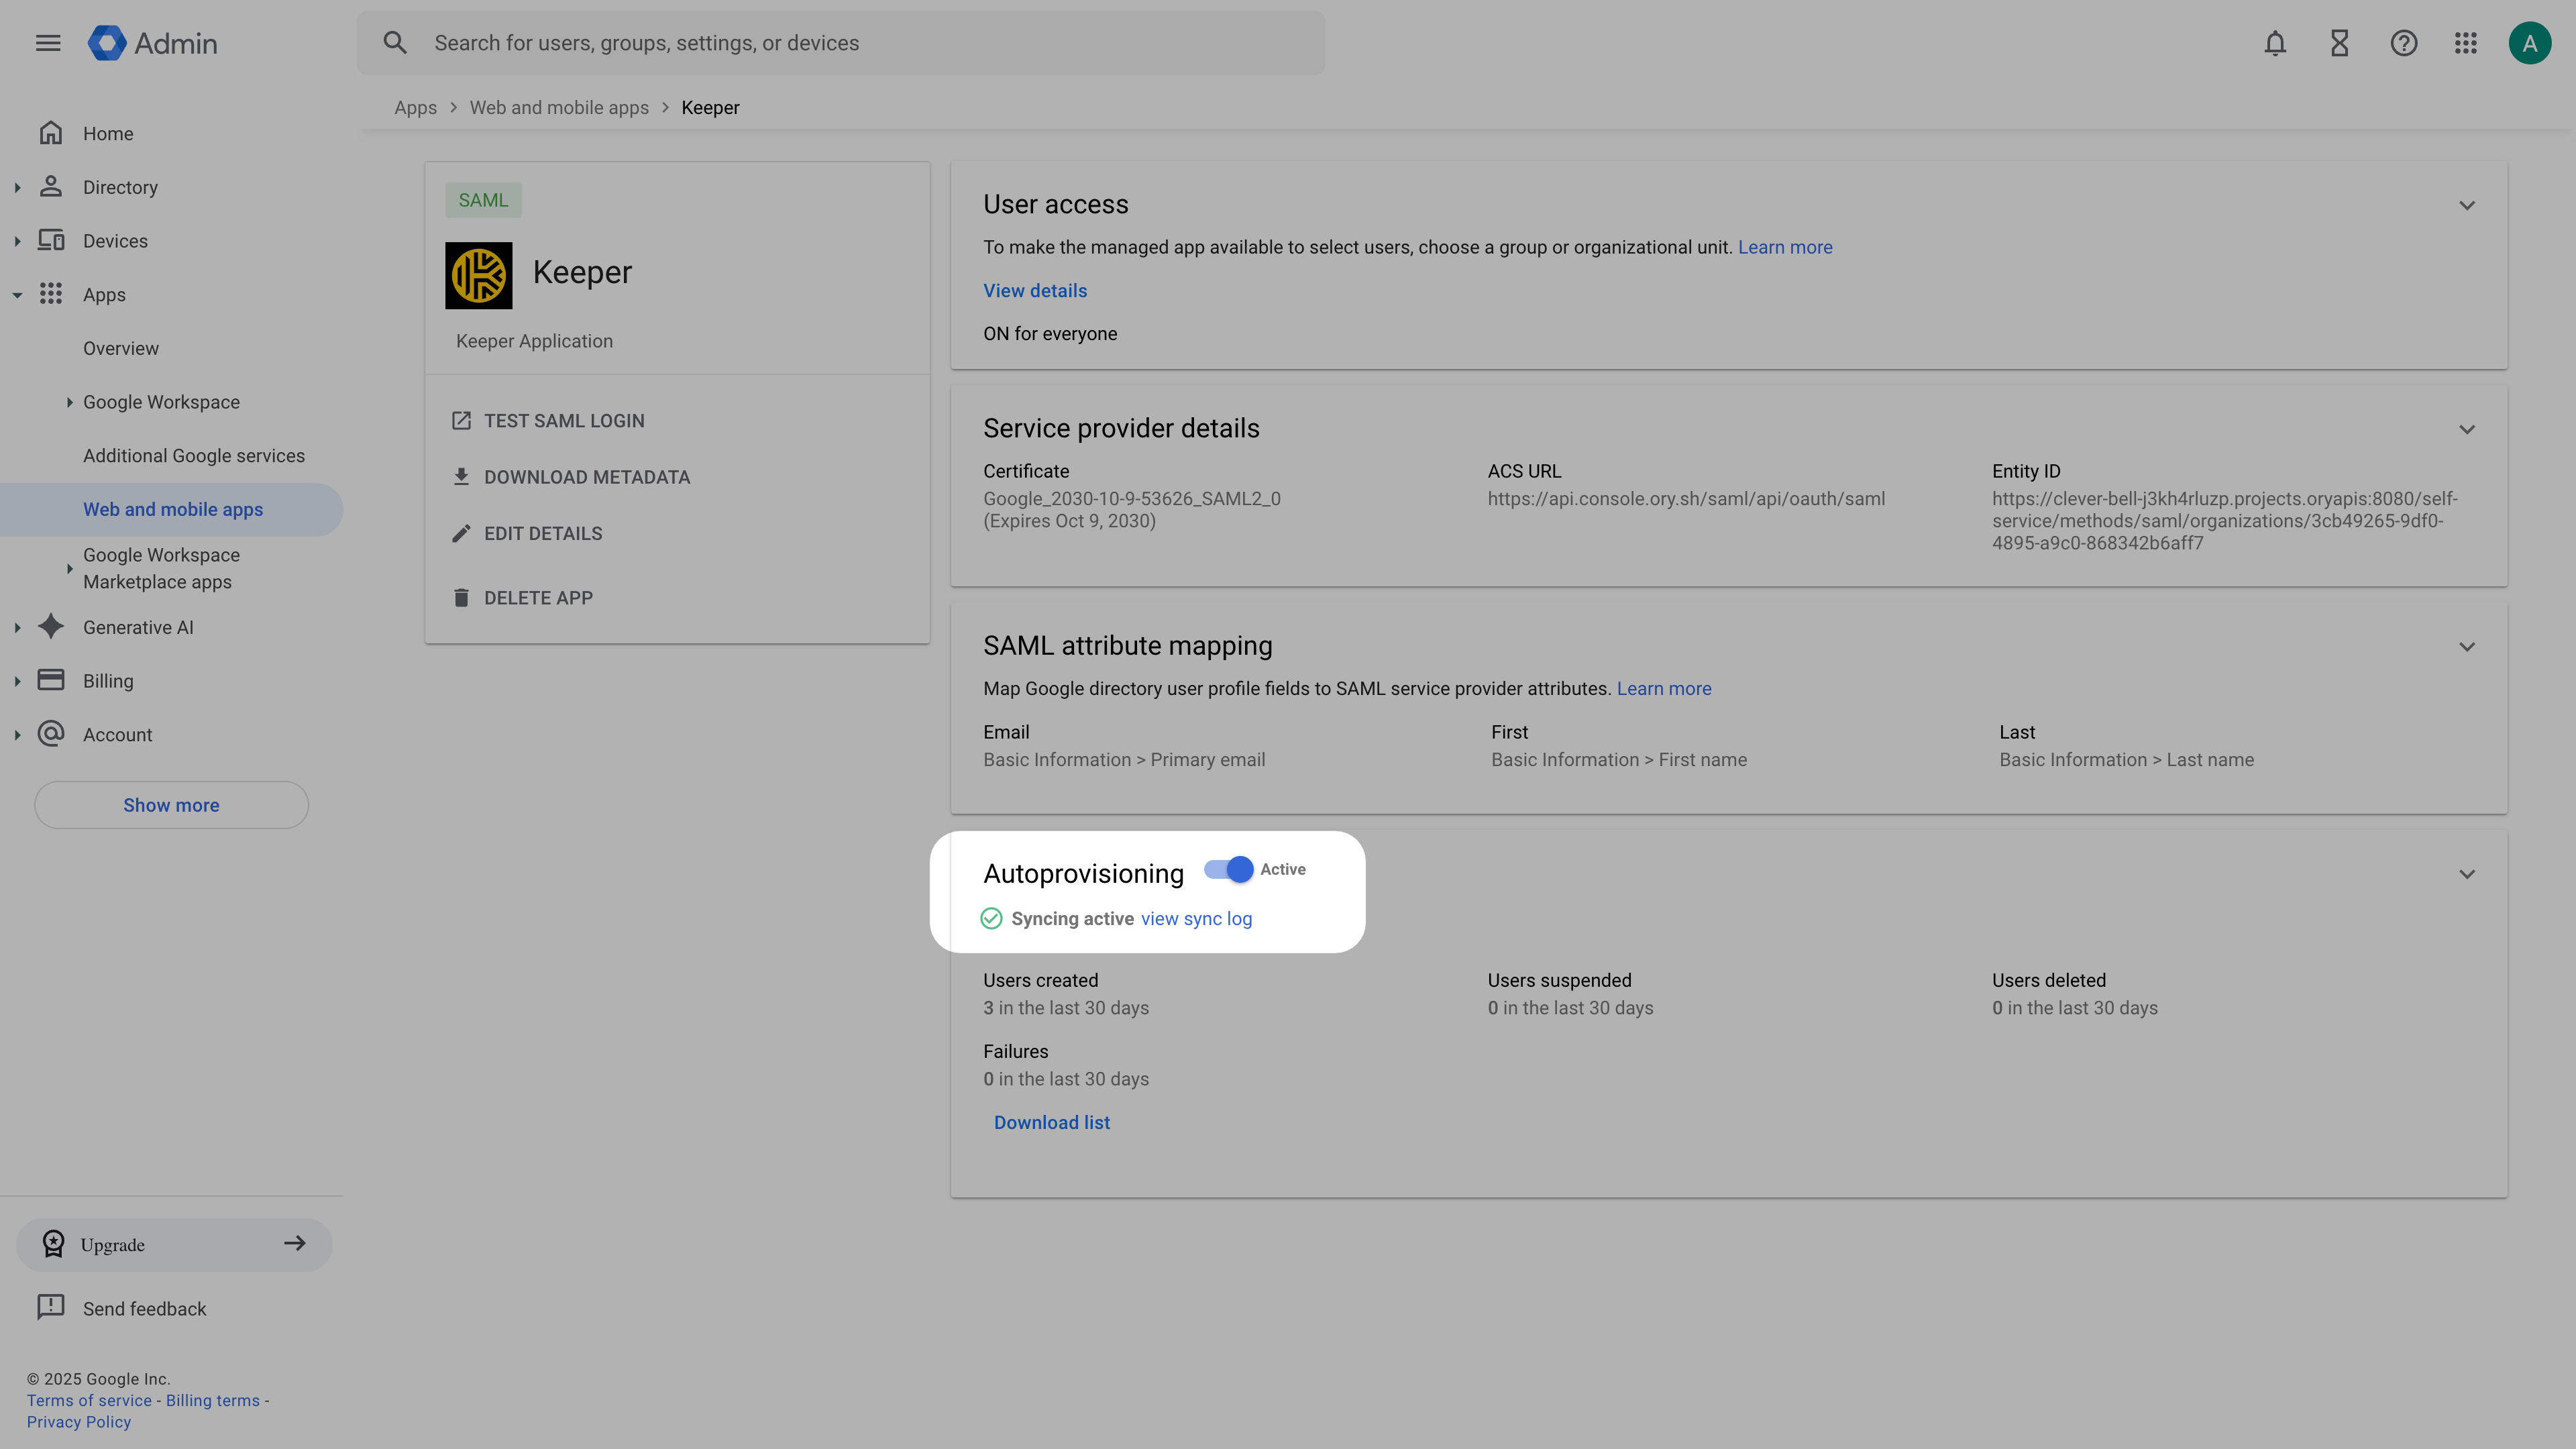 Admin
Search for users, groups, settings, or devices
A
Apps > Web and mobile apps > Keeper
Home
Directory
Devices
Apps
Overview
Google Workspace
Additional Google services
Web and mobile apps
Google Workspace
Marketplace apps
Generative AI
Billing
Account
Show more
Upgrade
Send feedback
© 2025 Google Inc.
Terms of service - Billing terms -
Privacy Policy
SAML
Keeper
Keeper Application
TEST SAML LOGIN
DOWNLOAD METADATA
EDIT DETAILS
DELETE APP
User access
To make the managed app available to select users, choose a group or organizational unit. Learn more
View details
ON for everyone
Service provider details
Certificate
Google_2030-10-9-53626_SAML2_0
(Expires Oct 9, 2030)
ACS URL
https://api.console.ory.sh/saml/api/oauth/saml
Entity ID
https://clever-bell-j3kh4rluzp.projects.oryapis:8080/self-
service/methods/saml/organizations/3cb49265-9df0-
4895-a9c0-868342b6aff7
SAML attribute mapping
Map Google directory user profile fields to SAML service provider attributes. Learn more
Email
Basic Information > Primary email
First
Basic Information > First name
Last
Basic Information > Last name
Autoprovisioning Active
Syncing active view sync log
Users created
3 in the last 30 days
Users suspended
0 in the last 30 days
Users deleted
0 in the last 30 days
Failures
0 in the last 30 days
Download list